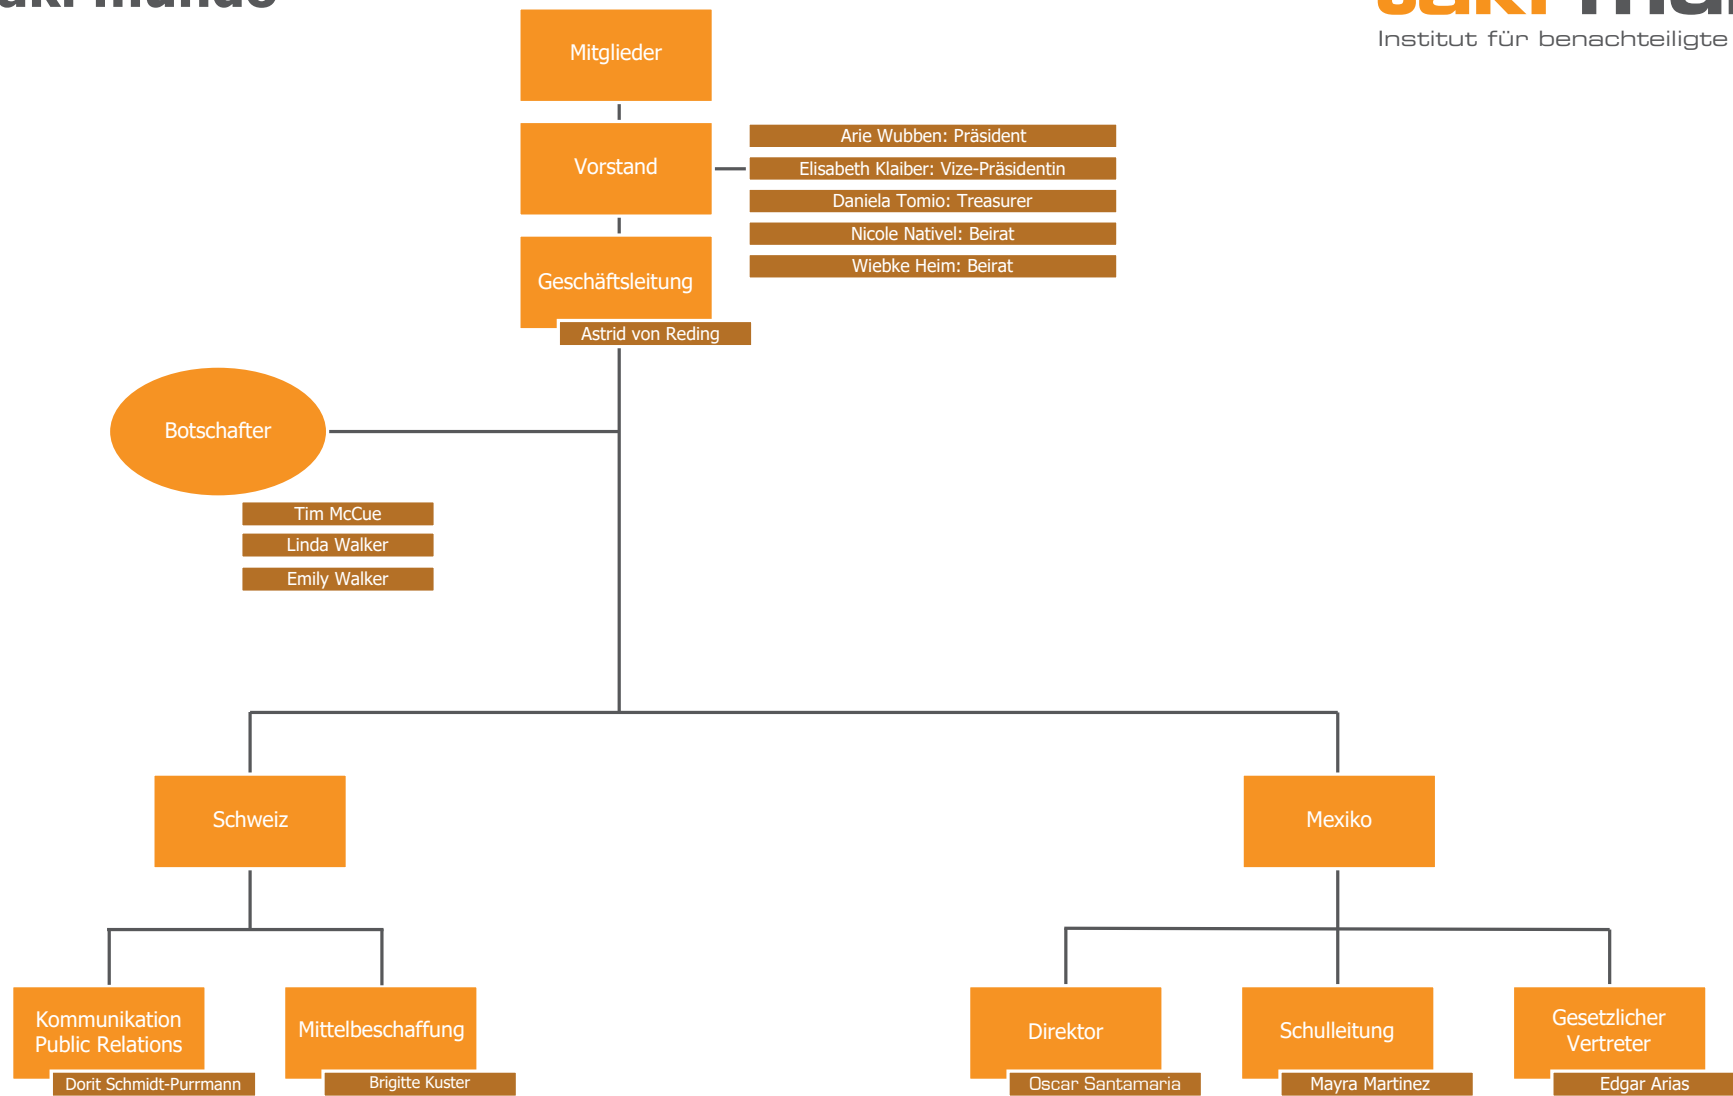 Mitglieder
Institut für benachteiligte
Vorstand
Arie Wubben: Präsident
Elisabeth Klaiber: Vize-Präsidentin
Daniela Tomio: Treasurer
Nicole Nativel: Beirat
Wiebke Heim: Beirat
Geschäftsleitung
Astrid von Reding
Botschafter
Tim McCue
Linda Walker
Emily Walker
Schweiz
Mexiko
Kommunikation
Public Relations
Dorit Schmidt-Purrmann
Mittelbeschaffung
Brigitte Kuster
Direktor
Oscar Santamaria
Schulleitung
Mayra Martinez
Gesetzlicher
Vertreter
Edgar Arias